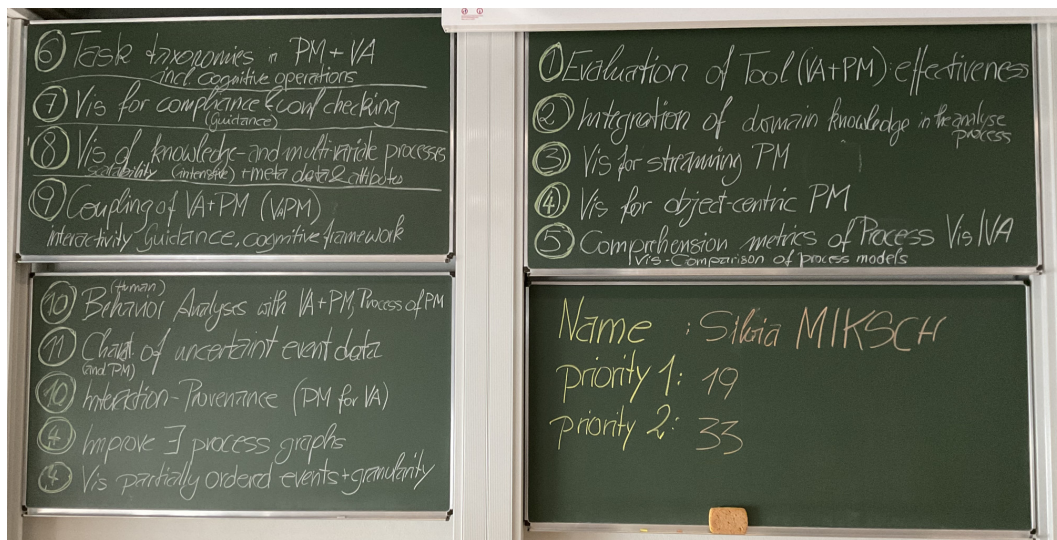 ⑥ Task taxonomies in PM + VA
incl. cognitive operations
⑦ Vis for compliance & conf checking
(Guidance)
⑧ Vis of knowledge- and multivariate processes
scalability (intensive) + meta data & attributes
⑨ Coupling of VA+PM (VAPM)
interactivity Guidance, cognitive framework
① Evaluation of Tool (VA+PM): effectiveness
② Integration of domain knowledge in the analyse
process
③ Vis for streaming PM
④ Vis for object-centric PM
⑤ Comprehension metrics of Process Vis/VA
Vis-Comparison of process models
(Human)
⑩ Behavior Analyses with VA+PM, Process of PM
⑪ of uncertain event data
(and PM)
⑩ Interaction-Provenance (PM for VA)
④ Improve ∃ process graphs
④ Vis partially ordered events + granularity
Name : Silvia MIKSCH
priority 1: 19
priority 2: 33